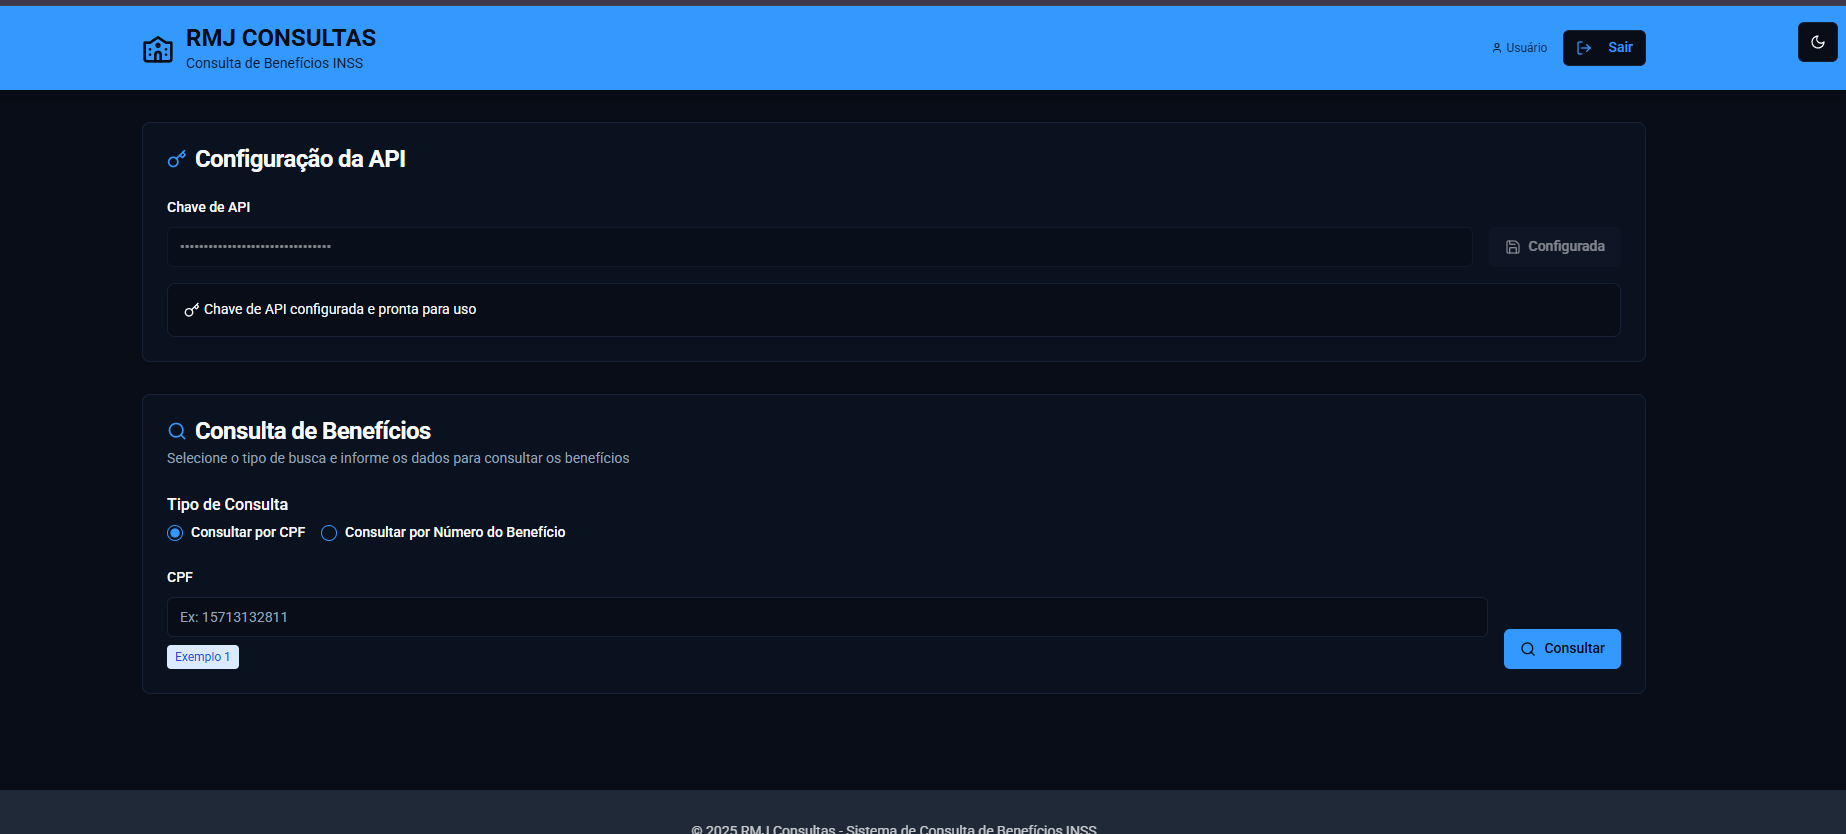 RMJ CONSULTAS
Consulta de Benefícios INSS
Usuário
Sair
Configuração da API
Chave de API
••••••••••••••••••••••••••••••••
Configurada
Chave de API configurada e pronta para uso
Consulta de Benefícios
Selecione o tipo de busca e informe os dados para consultar os benefícios
Tipo de Consulta
Consultar por CPF
Consultar por Número do Benefício
CPF
Ex: 15713132811
Exemplo 1
Consultar
© 2025 RMJ Consultas - Sistema de Consulta de Benefícios INSS